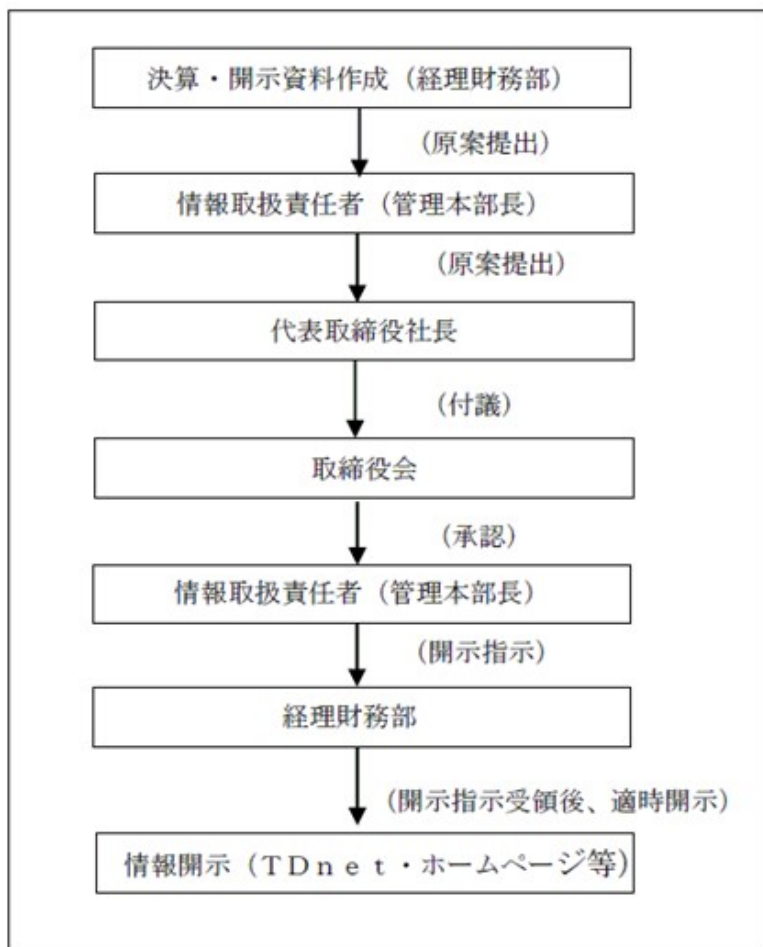 決算・開示資料作成（経理財務部）
（原案提出）
情報取扱責任者（管理本部長）
（原案提出）
代表取締役社長
（付議）
取締役会
（承認）
情報取扱責任者（管理本部長）
（開示指示）
経理財務部
（開示指示受領後、適時開示）
情報開示（ＴＤｎｅｔ・ホームページ等）